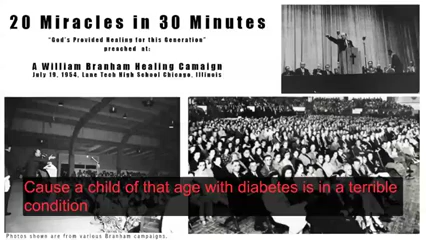 20 Miracles in 30 Minutes
"God's Provided Healing for this Generation"
preached at:
A William Branham Healing Camaign
July 19, 1954, Lane Tech High School Chicago, Illinois
Cause a child of that age with diabetes is in a terrible
condition
Photos shown are from various Branham campaigns.